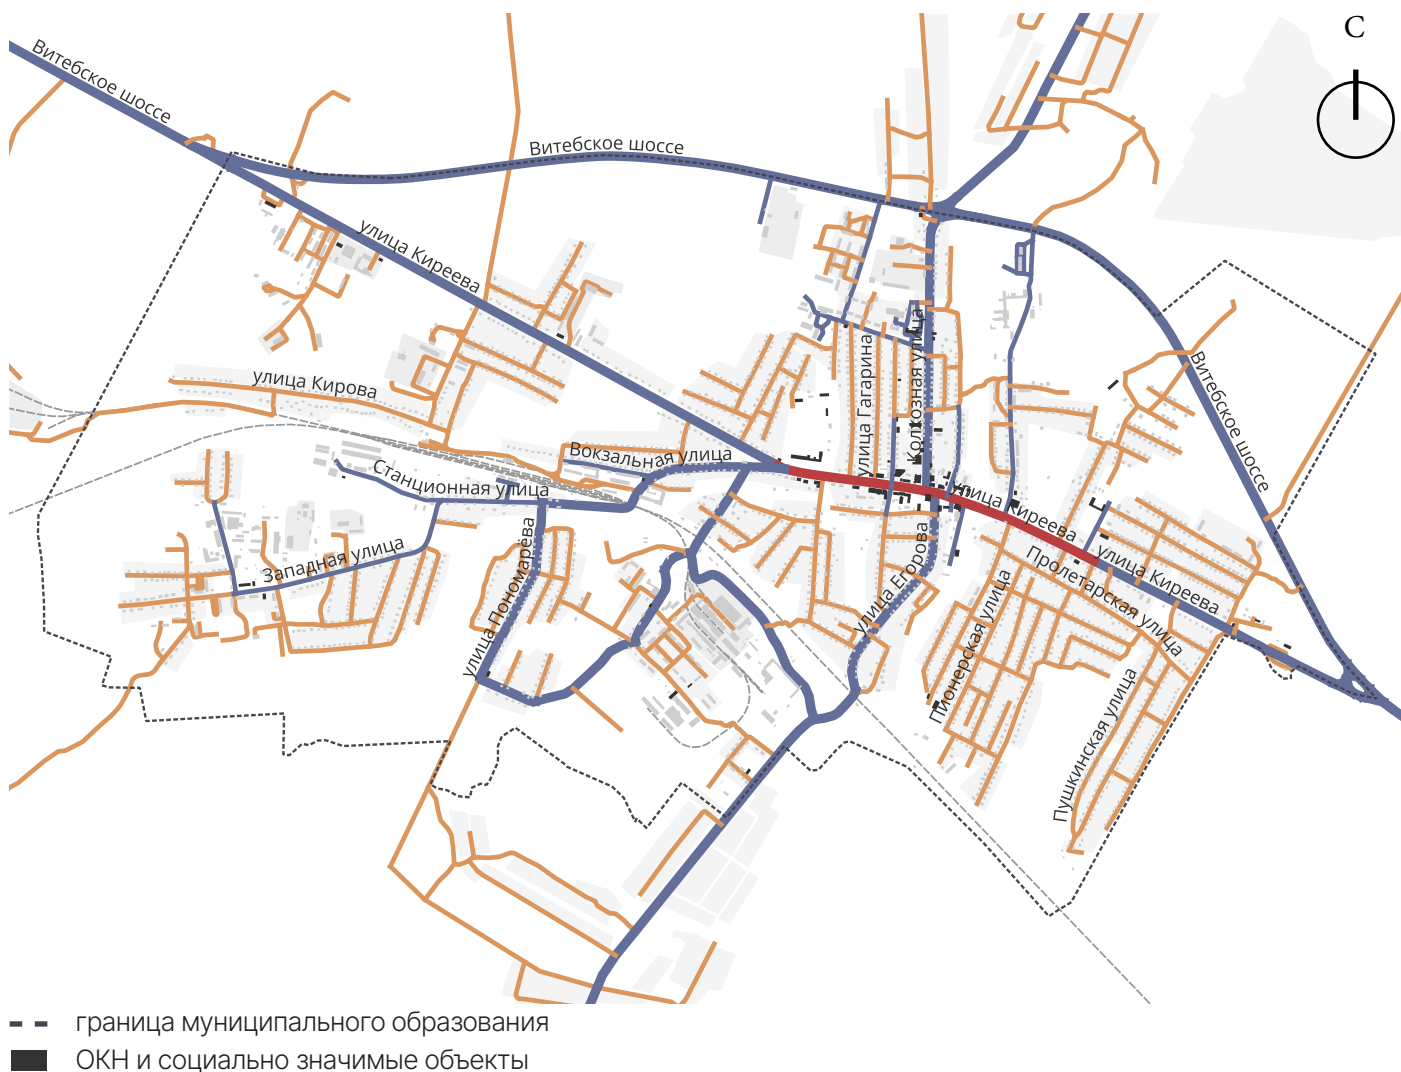 С
Витебское шоссе
Витебское шоссе
улица Киреева
улица Кирова
улица Гагарина
Колхозная улица
Витебское шоссе
Вокзальная улица
Станционная улица
улица Киреева
Западная улица
улица Пономарёва
улица Егорова
Пролетарская улица
улица Киреева
Пионерская улица
Пушкинская улица
граница муниципального образования
ОКН и социально значимые объекты